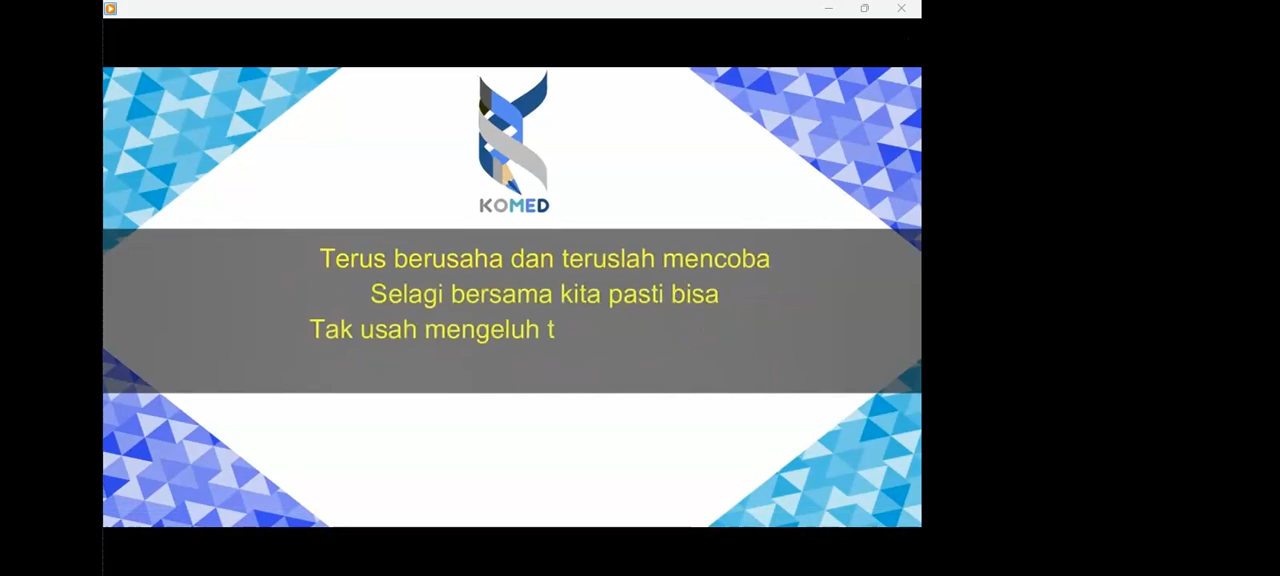 KOMED
Terus berusaha dan teruslah mencoba
Selagi bersama kita pasti bisa
Tak usah mengeluh t